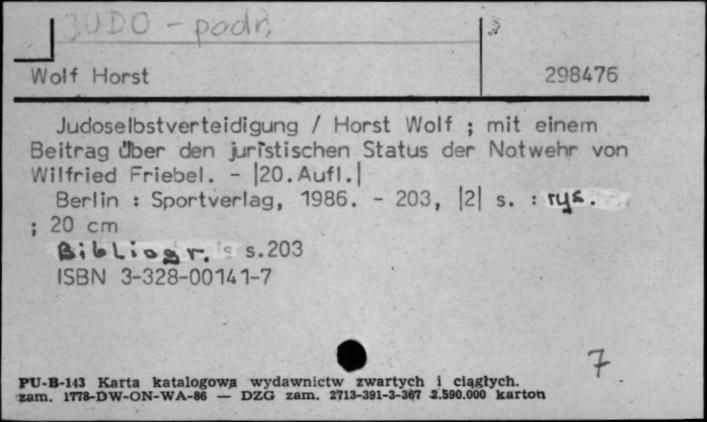 JUDO - podr.
Wolf Horst 298476
Judoselbstverteidigung / Horst Wolf ; mit einem
Beitrag über den juristischen Status der Notwehr von
Wilfried Friebel. - |20.Aufl.|
Berlin : Sportverlag, 1986. - 203, |2| s. : rys.
; 20 cm
Bibliogr. s.203
ISBN 3-328-00141-7
7
PU-B-143 Karta katalogowa wydawnictw zwartych i ciągłych.
zam. 1778-DW-ON-WA-86 — DZG zam. 2713-391-3-367 2.590.000 karton